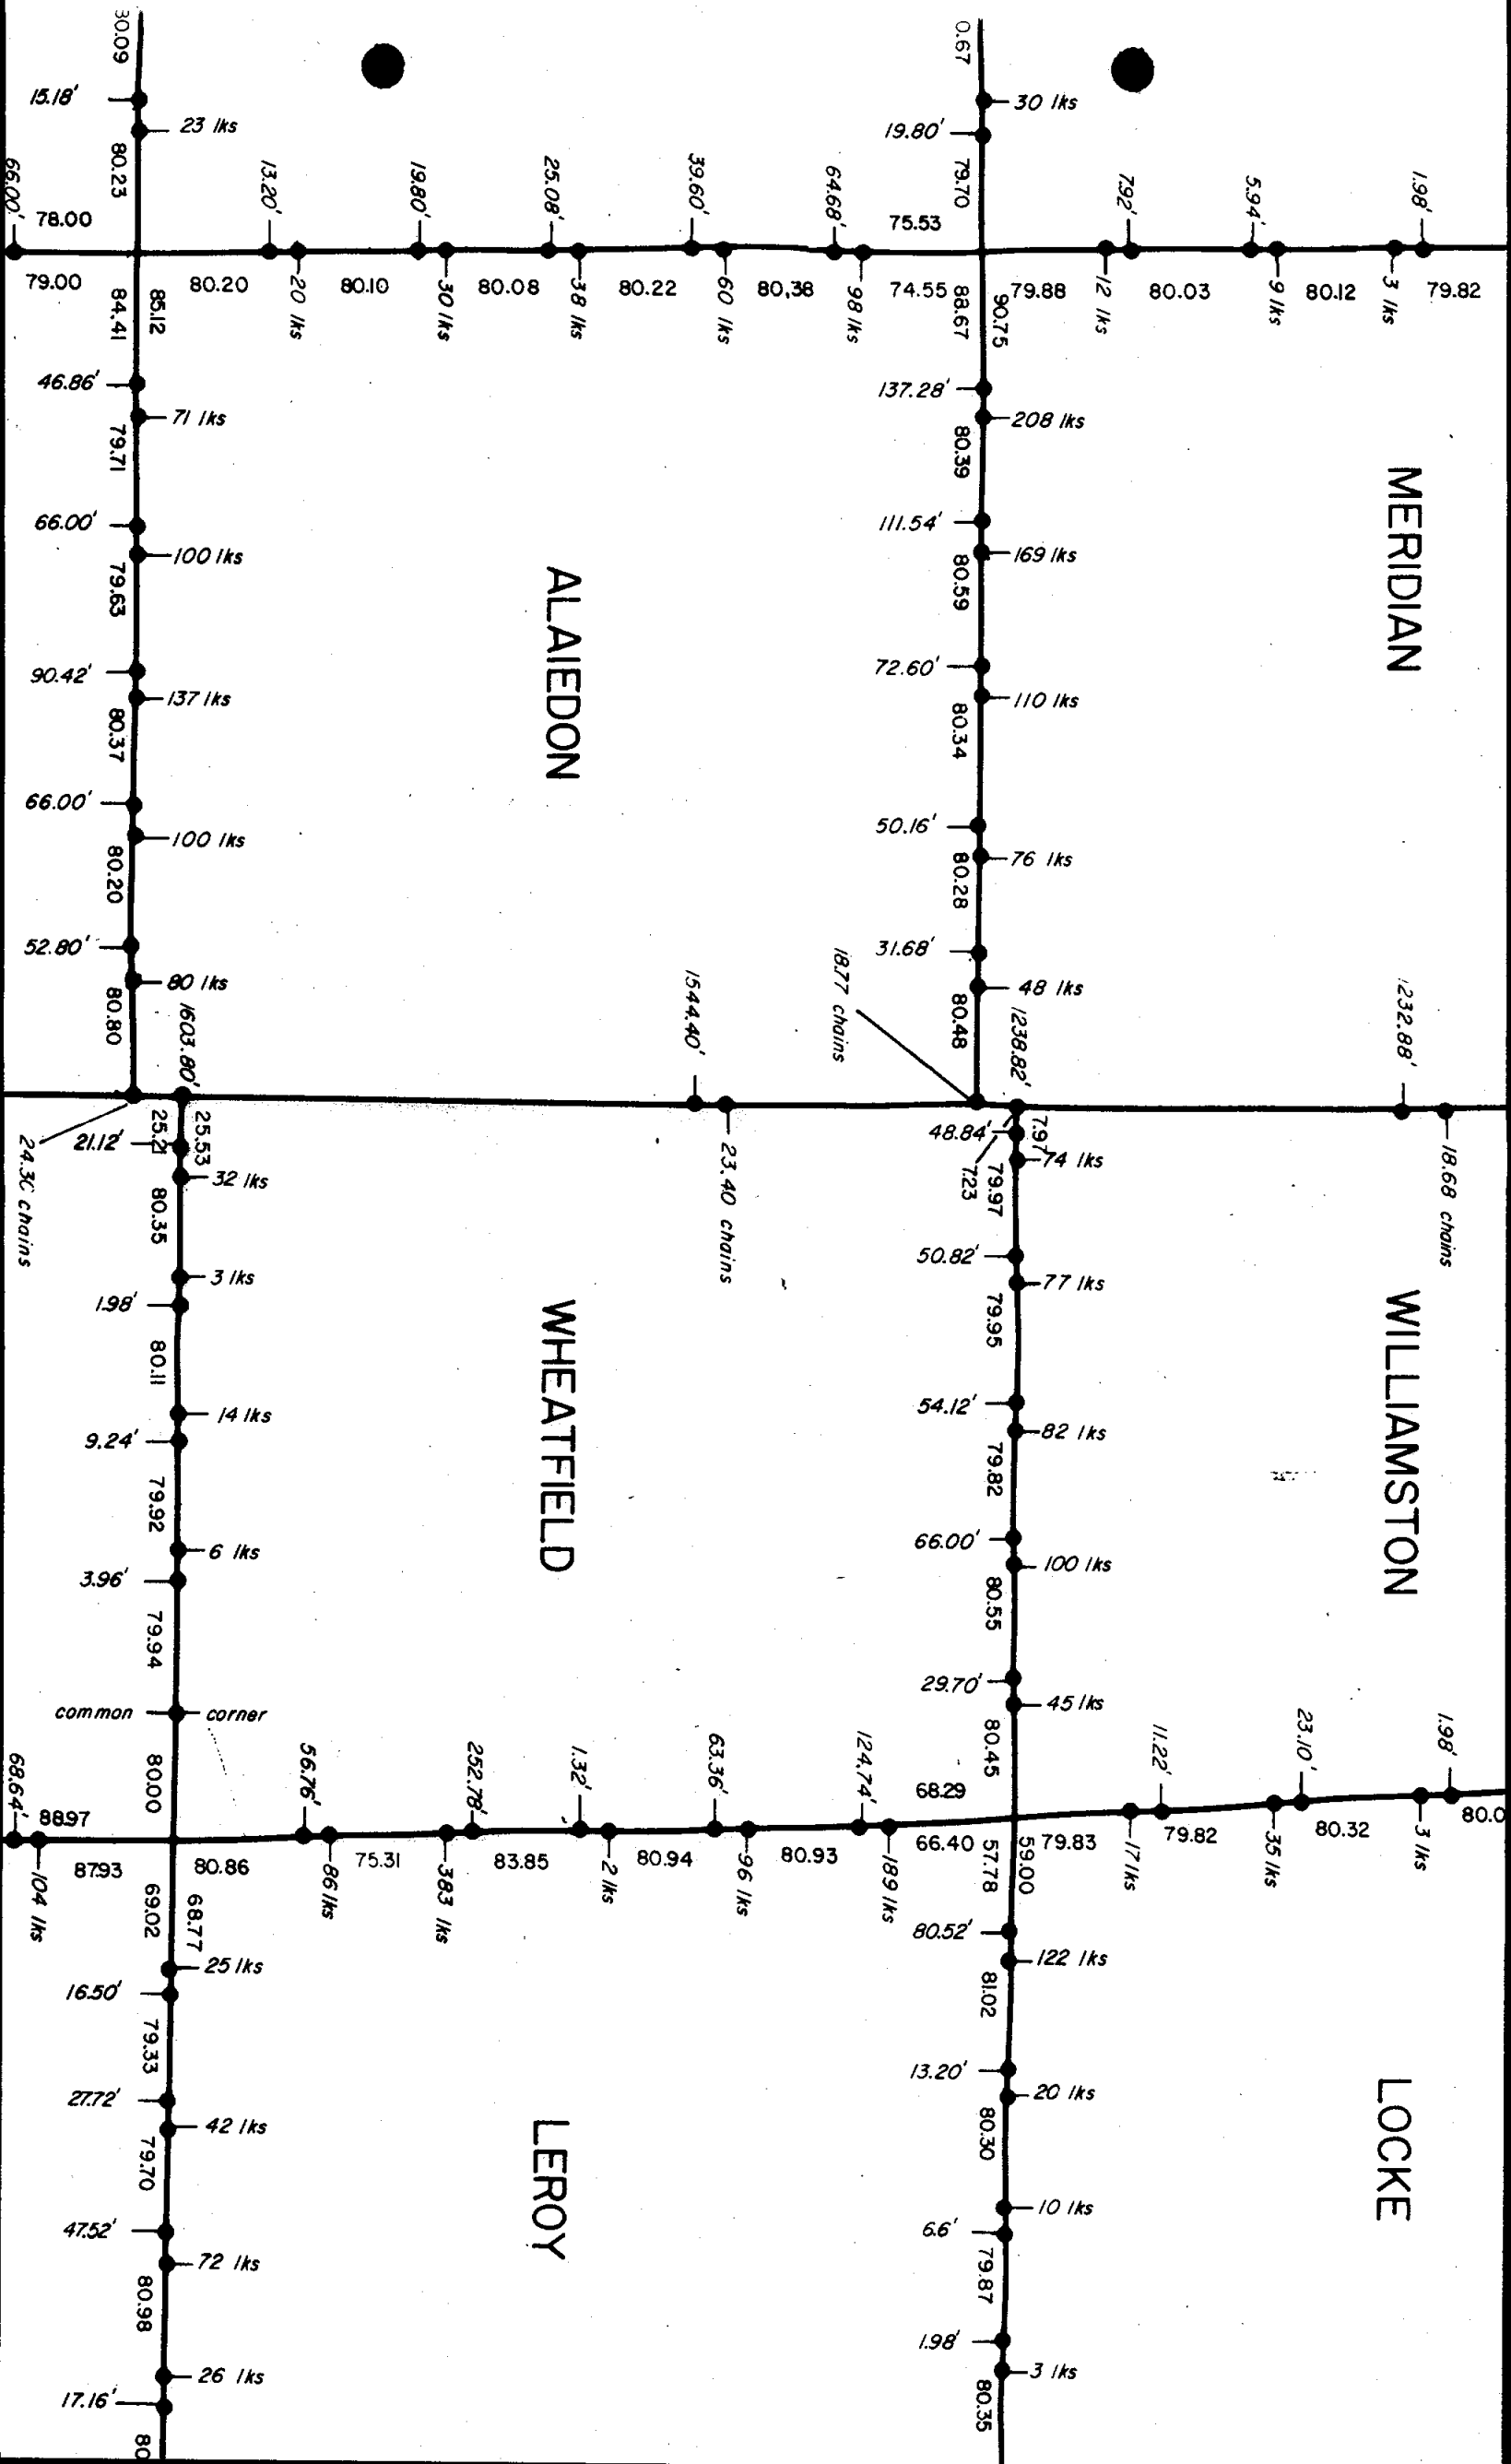 30.09
15.18'
23 lks
80.23
66.00'
78.00
79.00
84.41
85.12
80.20
13.20'
20 lks
80.10
19.80'
30 lks
80.08
25.08'
38 lks
80.22
39.60'
60 lks
80,38
64.68'
98 lks
75.53
74.55
0.67
30 lks
19.80'
79.70
88.67
90.75
79.88
7.92'
12 lks
80.03
5.94'
9 lks
80.12
1.98'
3 lks
79.82
46.86'
71 lks
79.71
66.00'
100 lks
79.63
90.42'
137 lks
80.37
66.00'
100 lks
80.20
52.80'
80 lks
80.80
137.28'
208 lks
80.39
111.54'
169 lks
80.59
72.60'
110 lks
80.34
50.16'
76 lks
80.28
31.68'
48 lks
80.48
MERIDIAN
ALAIEDON
1603.80'
24.30 chains
1544.40'
23.40 chains
18.77 chains
1238.82'
1232.88'
18.68 chains
25.53
25.21
21.12'
32 lks
80.35
3 lks
1.98'
80.11
14 lks
9.24'
79.92
6 lks
3.96'
79.94
common
corner
80.00
7.97
7.23
48.84'
74 lks
79.97
50.82'
77 lks
79.95
54.12'
82 lks
79.82
66.00'
100 lks
80.55
29.70'
45 lks
80.45
WILLIAMSTON
WHEATFIELD
68.64'
88.97
87.93
104 lks
80.86
56.76'
86 lks
75.31
252.78'
383 lks
83.85
1.32'
2 lks
80.94
63.36'
96 lks
80.93
124.74'
189 lks
68.29
66.40
57.78
59.00
79.83
11.22'
17 lks
79.82
23.10'
35 lks
80.32
1.98'
3 lks
80.0
69.02
68.77
25 lks
16.50'
79.33
27.72'
42 lks
79.70
47.52'
72 lks
80.98
26 lks
17.16'
80
80.52'
122 lks
81.02
13.20'
20 lks
80.30
10 lks
6.6'
79.87
1.98'
3 lks
80.35
LOCKE
LEROY